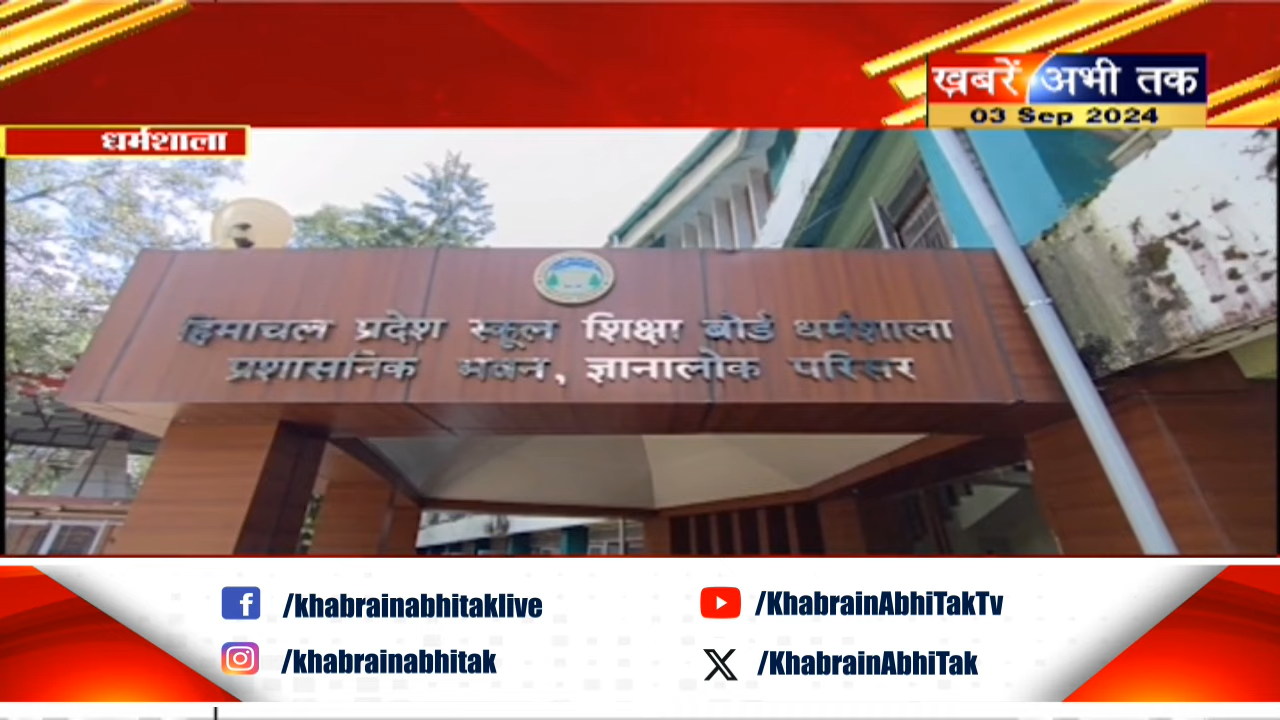 ख़बरें अभी तक
03 Sep 2024
धर्मशाला
हिमाचल प्रदेश स्कूल शिक्षा बोर्ड धर्मशाला
प्रशासनिक भवन, ज्ञानालोक परिसर
/khabrainabhitaklive
/KhabrainAbhiTakTv
/khabrainabhitak
/KhabrainAbhiTak